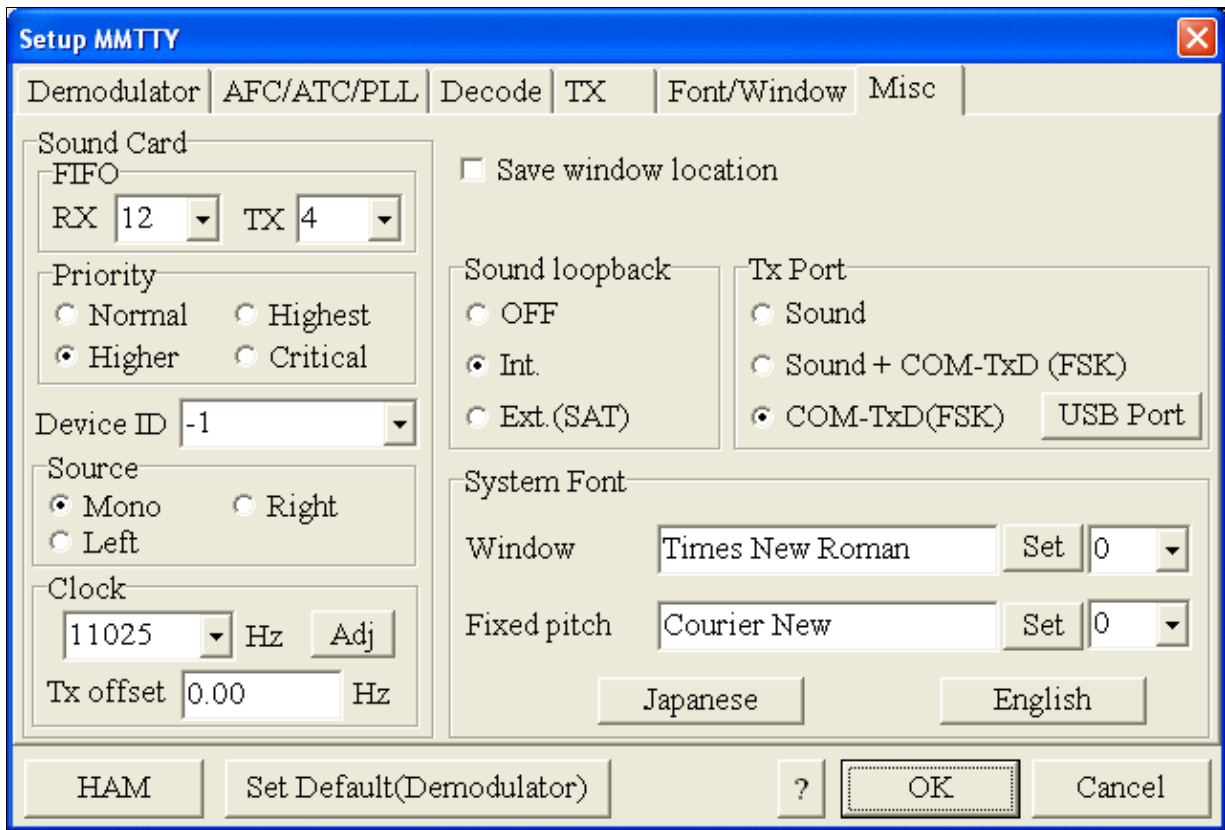 Setup MMTTY
Demodulator AFC/ATC/PLL Decode TX Font/Window Misc
Sound Card
FIFO
RX 12 TX 4
Priority
Normal Highest
Higher Critical
Device ID -1
Source
Mono Right
Left
Clock
11025 Hz Adj
Tx offset 0.00 Hz
Save window location
Sound loopback
OFF
Int.
Ext.(SAT)
Tx Port
Sound
Sound + COM-TxD (FSK)
COM-TxD(FSK) USB Port
System Font
Window Times New Roman Set 0
Fixed pitch Courier New Set 0
Japanese English
HAM Set Default(Demodulator) ? OK Cancel